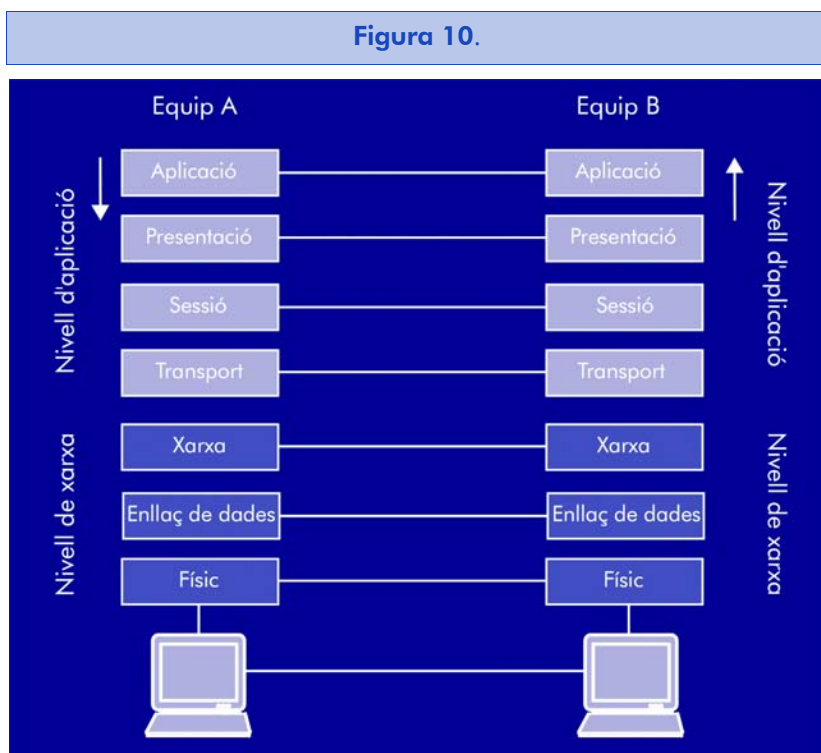 Figura 10.
Equip A
Equip B
Aplicació
Aplicació
Presentació
Presentació
Sessió
Sessió
Transport
Transport
Nivell d'aplicació
Nivell d'aplicació
Xarxa
Xarxa
Enllaç de dades
Enllaç de dades
Físic
Físic
Nivell de xarxa
Nivell de xarxa